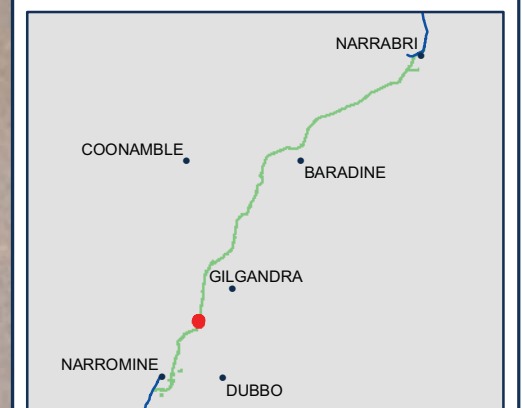 NARRABRI
COONAMBLE
BARADINE
GILGANDRA
NARROMINE
DUBBO